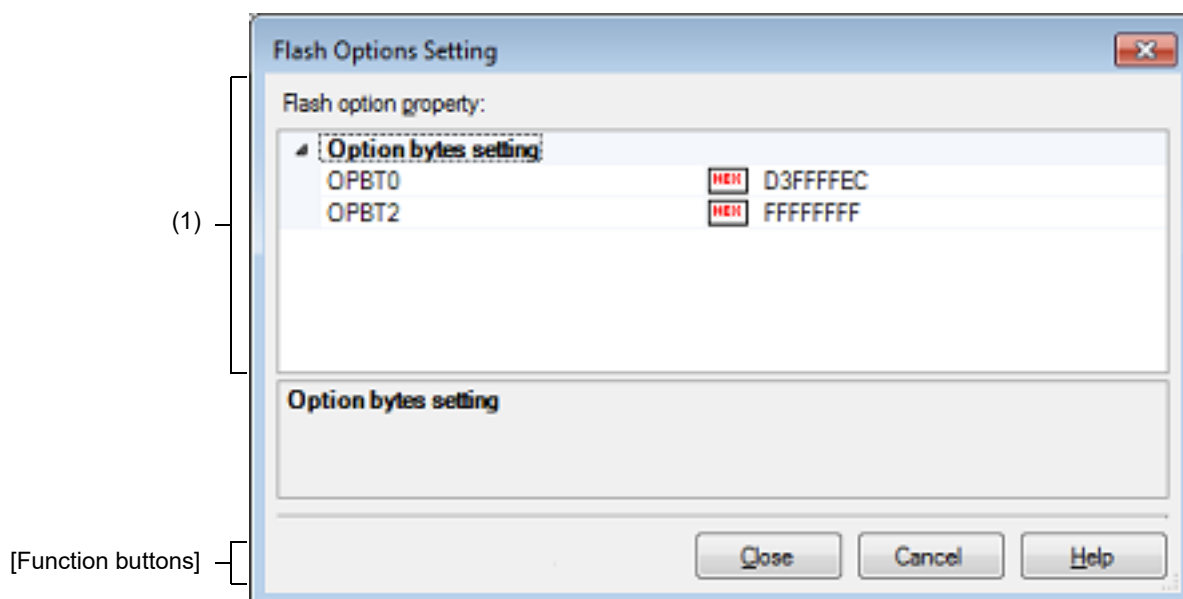 Flash Options Setting
Flash option property:
Option bytes setting
OPBT0 HEX D3FFFFEC
(1)
OPBT2 HEX FFFFFFFF
Option bytes setting
[Function buttons]
Close Cancel Help